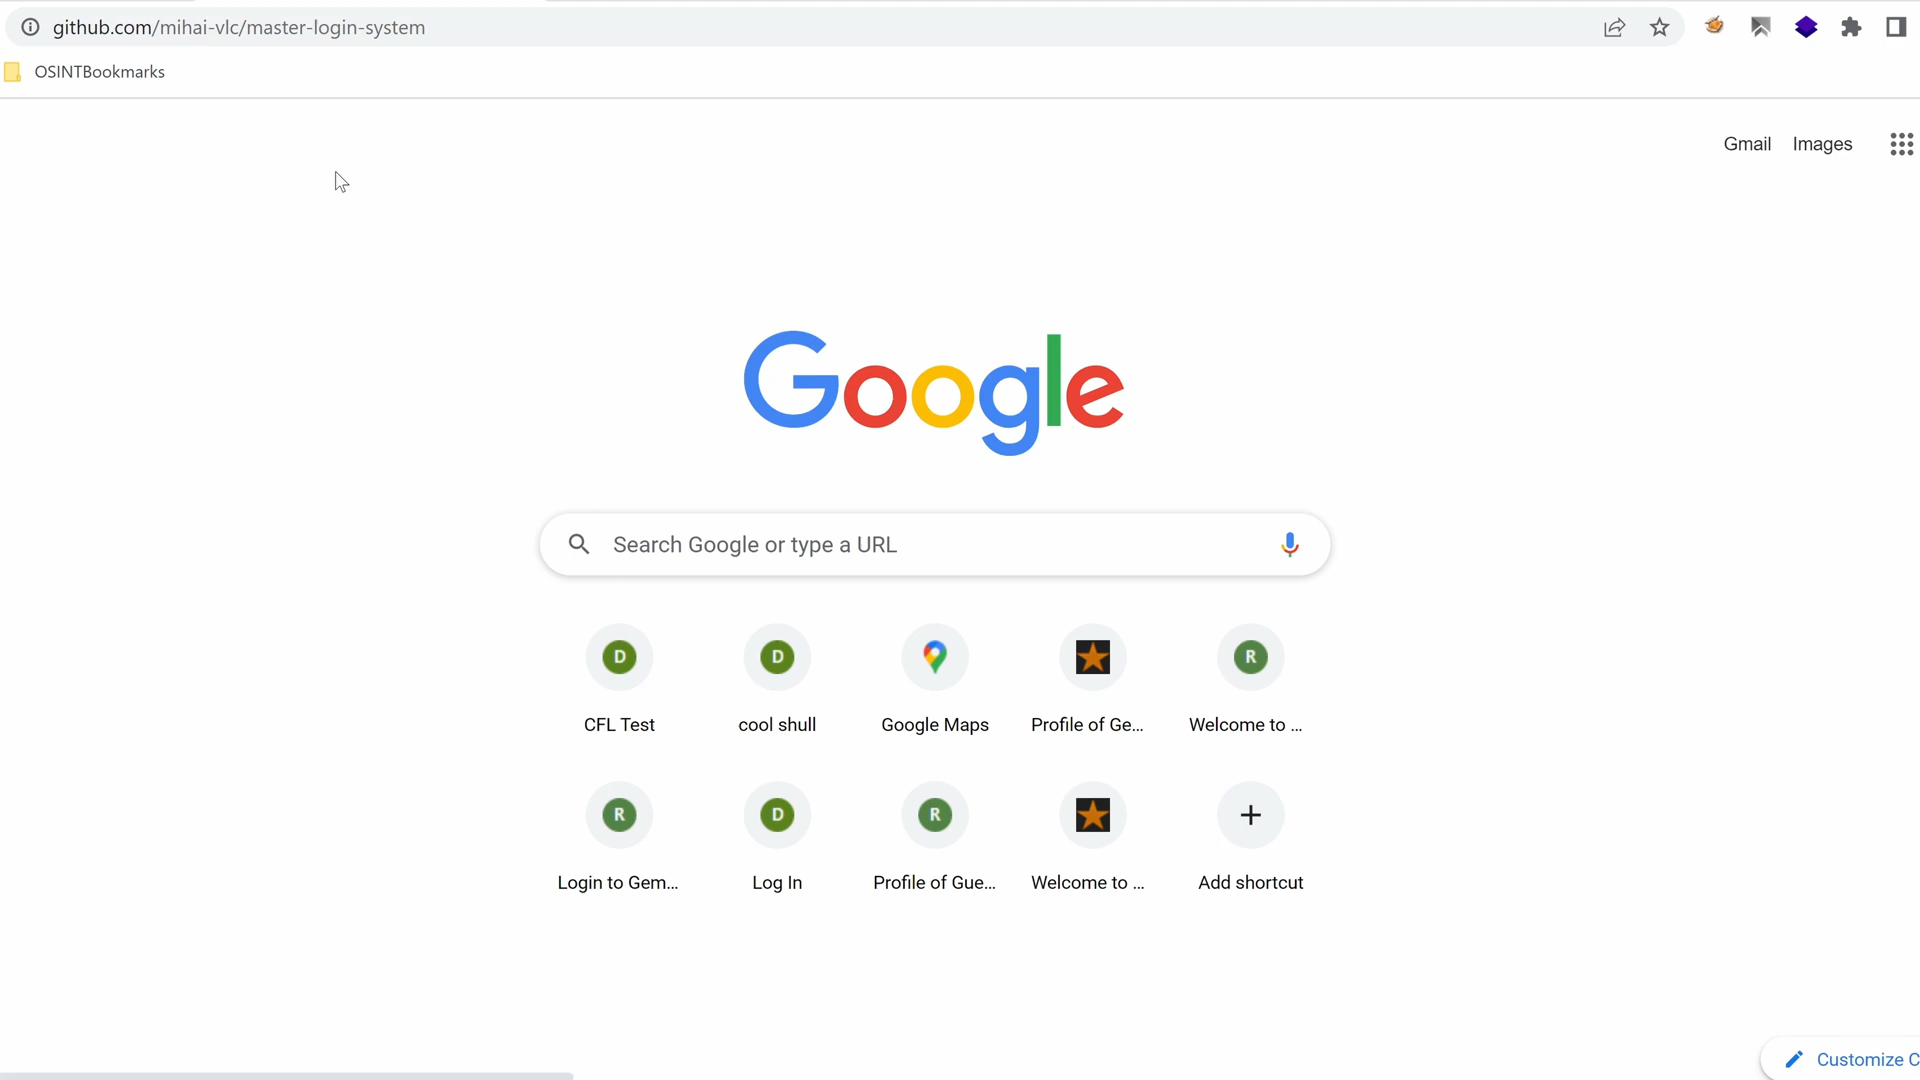 github.com/mihai-vlc/master-login-system
OSINTBookmarks
Gmail Images
Google
Search Google or type a URL
D D R
CFL Test cool shull Google Maps Profile of Ge... Welcome to ...
R D R
Login to Gem... Log In Profile of Gue... Welcome to ... Add shortcut
Customize C